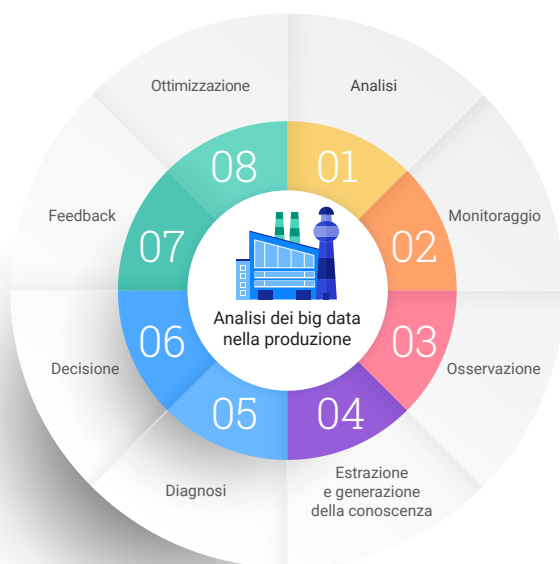 Analisi dei big data
nella produzione
01
Analisi
02
Monitoraggio
03
Osservazione
04
Estrazione
e generazione
della conoscenza
05
Diagnosi
06
Decisione
07
Feedback
08
Ottimizzazione